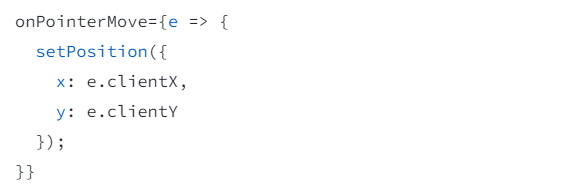 onPointerMove={e => {
  setPosition({
    x: e.clientX,
    y: e.clientY
  });
}}